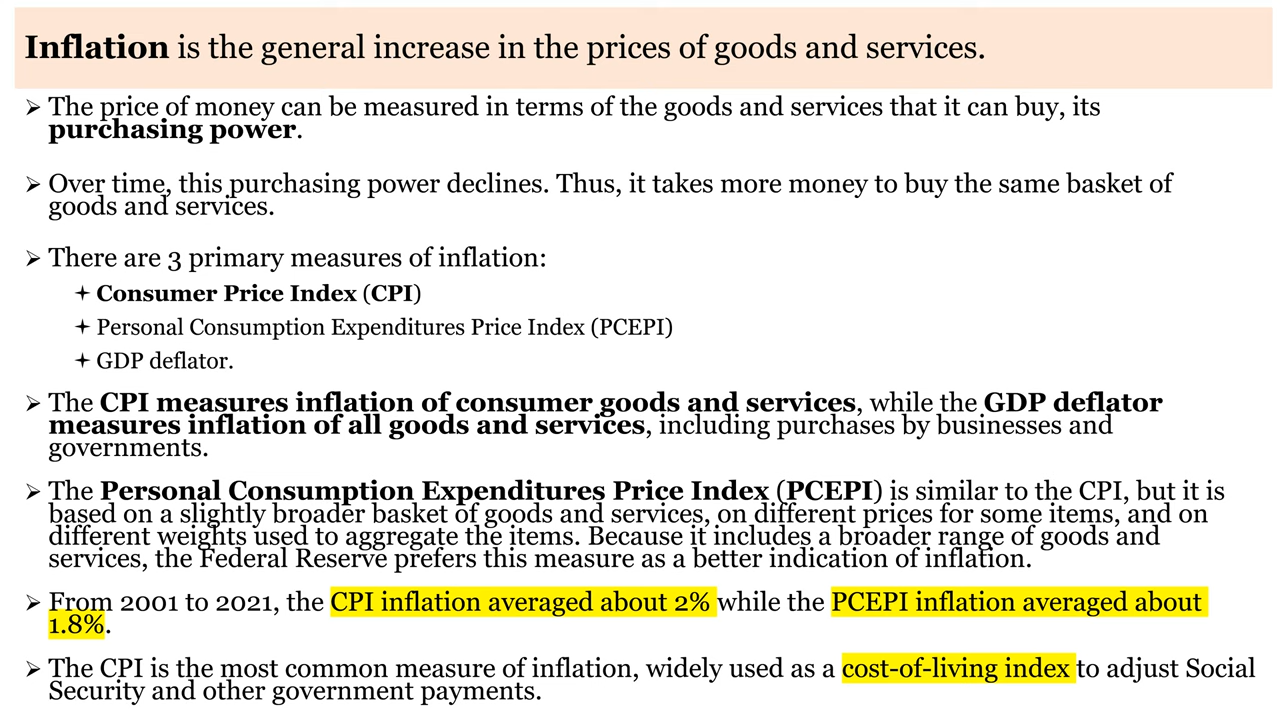 Inflation is the general increase in the prices of goods and services.
➢ The price of money can be measured in terms of the goods and services that it can buy, its
purchasing power.
➢ Over time, this purchasing power declines. Thus, it takes more money to buy the same basket of
goods and services.
➢ There are 3 primary measures of inflation:
✦ Consumer Price Index (CPI)
✦ Personal Consumption Expenditures Price Index (PCEPI)
✦ GDP deflator.
➢ The CPI measures inflation of consumer goods and services, while the GDP deflator
measures inflation of all goods and services, including purchases by businesses and
governments.
➢ The Personal Consumption Expenditures Price Index (PCEPI) is similar to the CPI, but it is
based on a slightly broader basket of goods and services, on different prices for some items, and on
different weights used to aggregate the items. Because it includes a broader range of goods and
services, the Federal Reserve prefers this measure as a better indication of inflation.
➢ From 2001 to 2021, the CPI inflation averaged about 2% while the PCEPI inflation averaged about
1.8%.
➢ The CPI is the most common measure of inflation, widely used as a cost-of-living index to adjust Social
Security and other government payments.